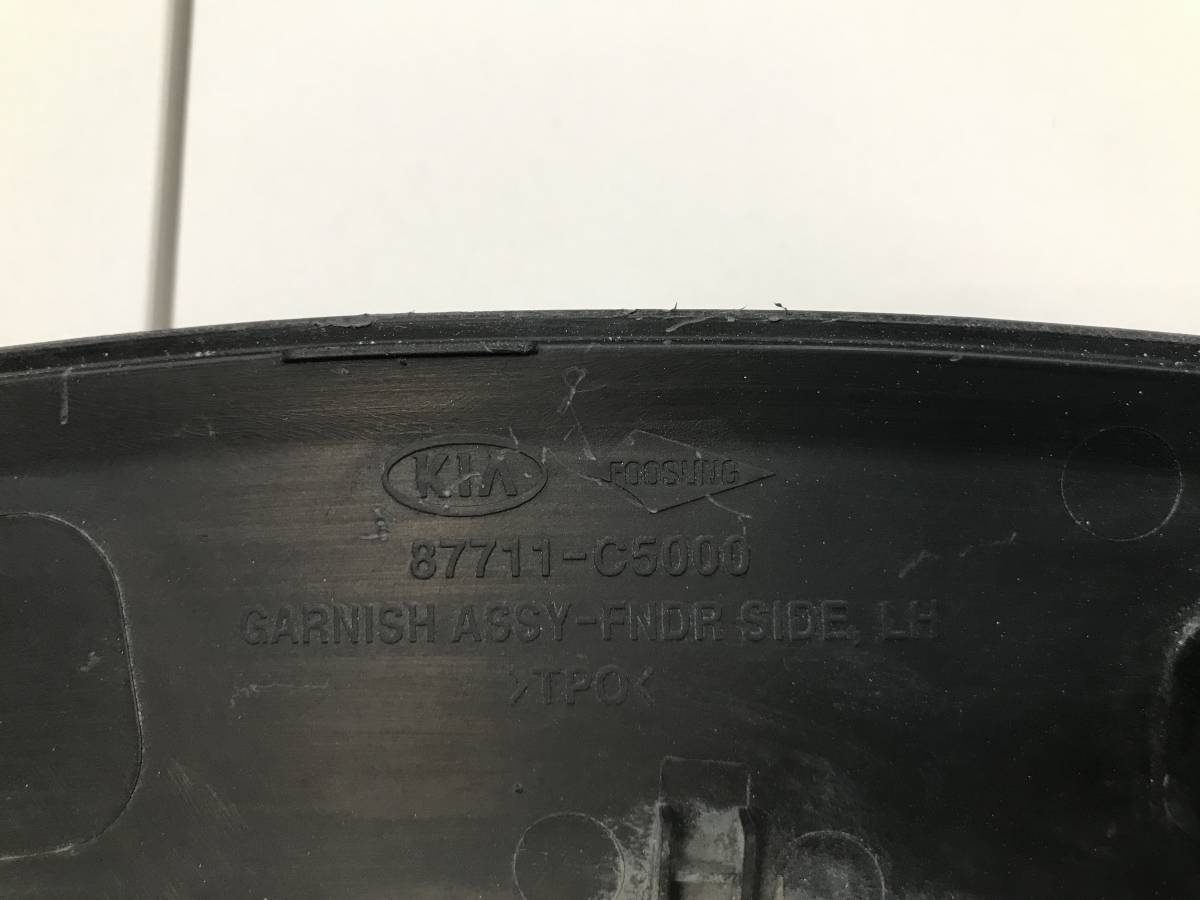 KIA FOOSUNG
87711-C5000
GARNISH ASSY-FNDR SIDE, LH
>TPO<